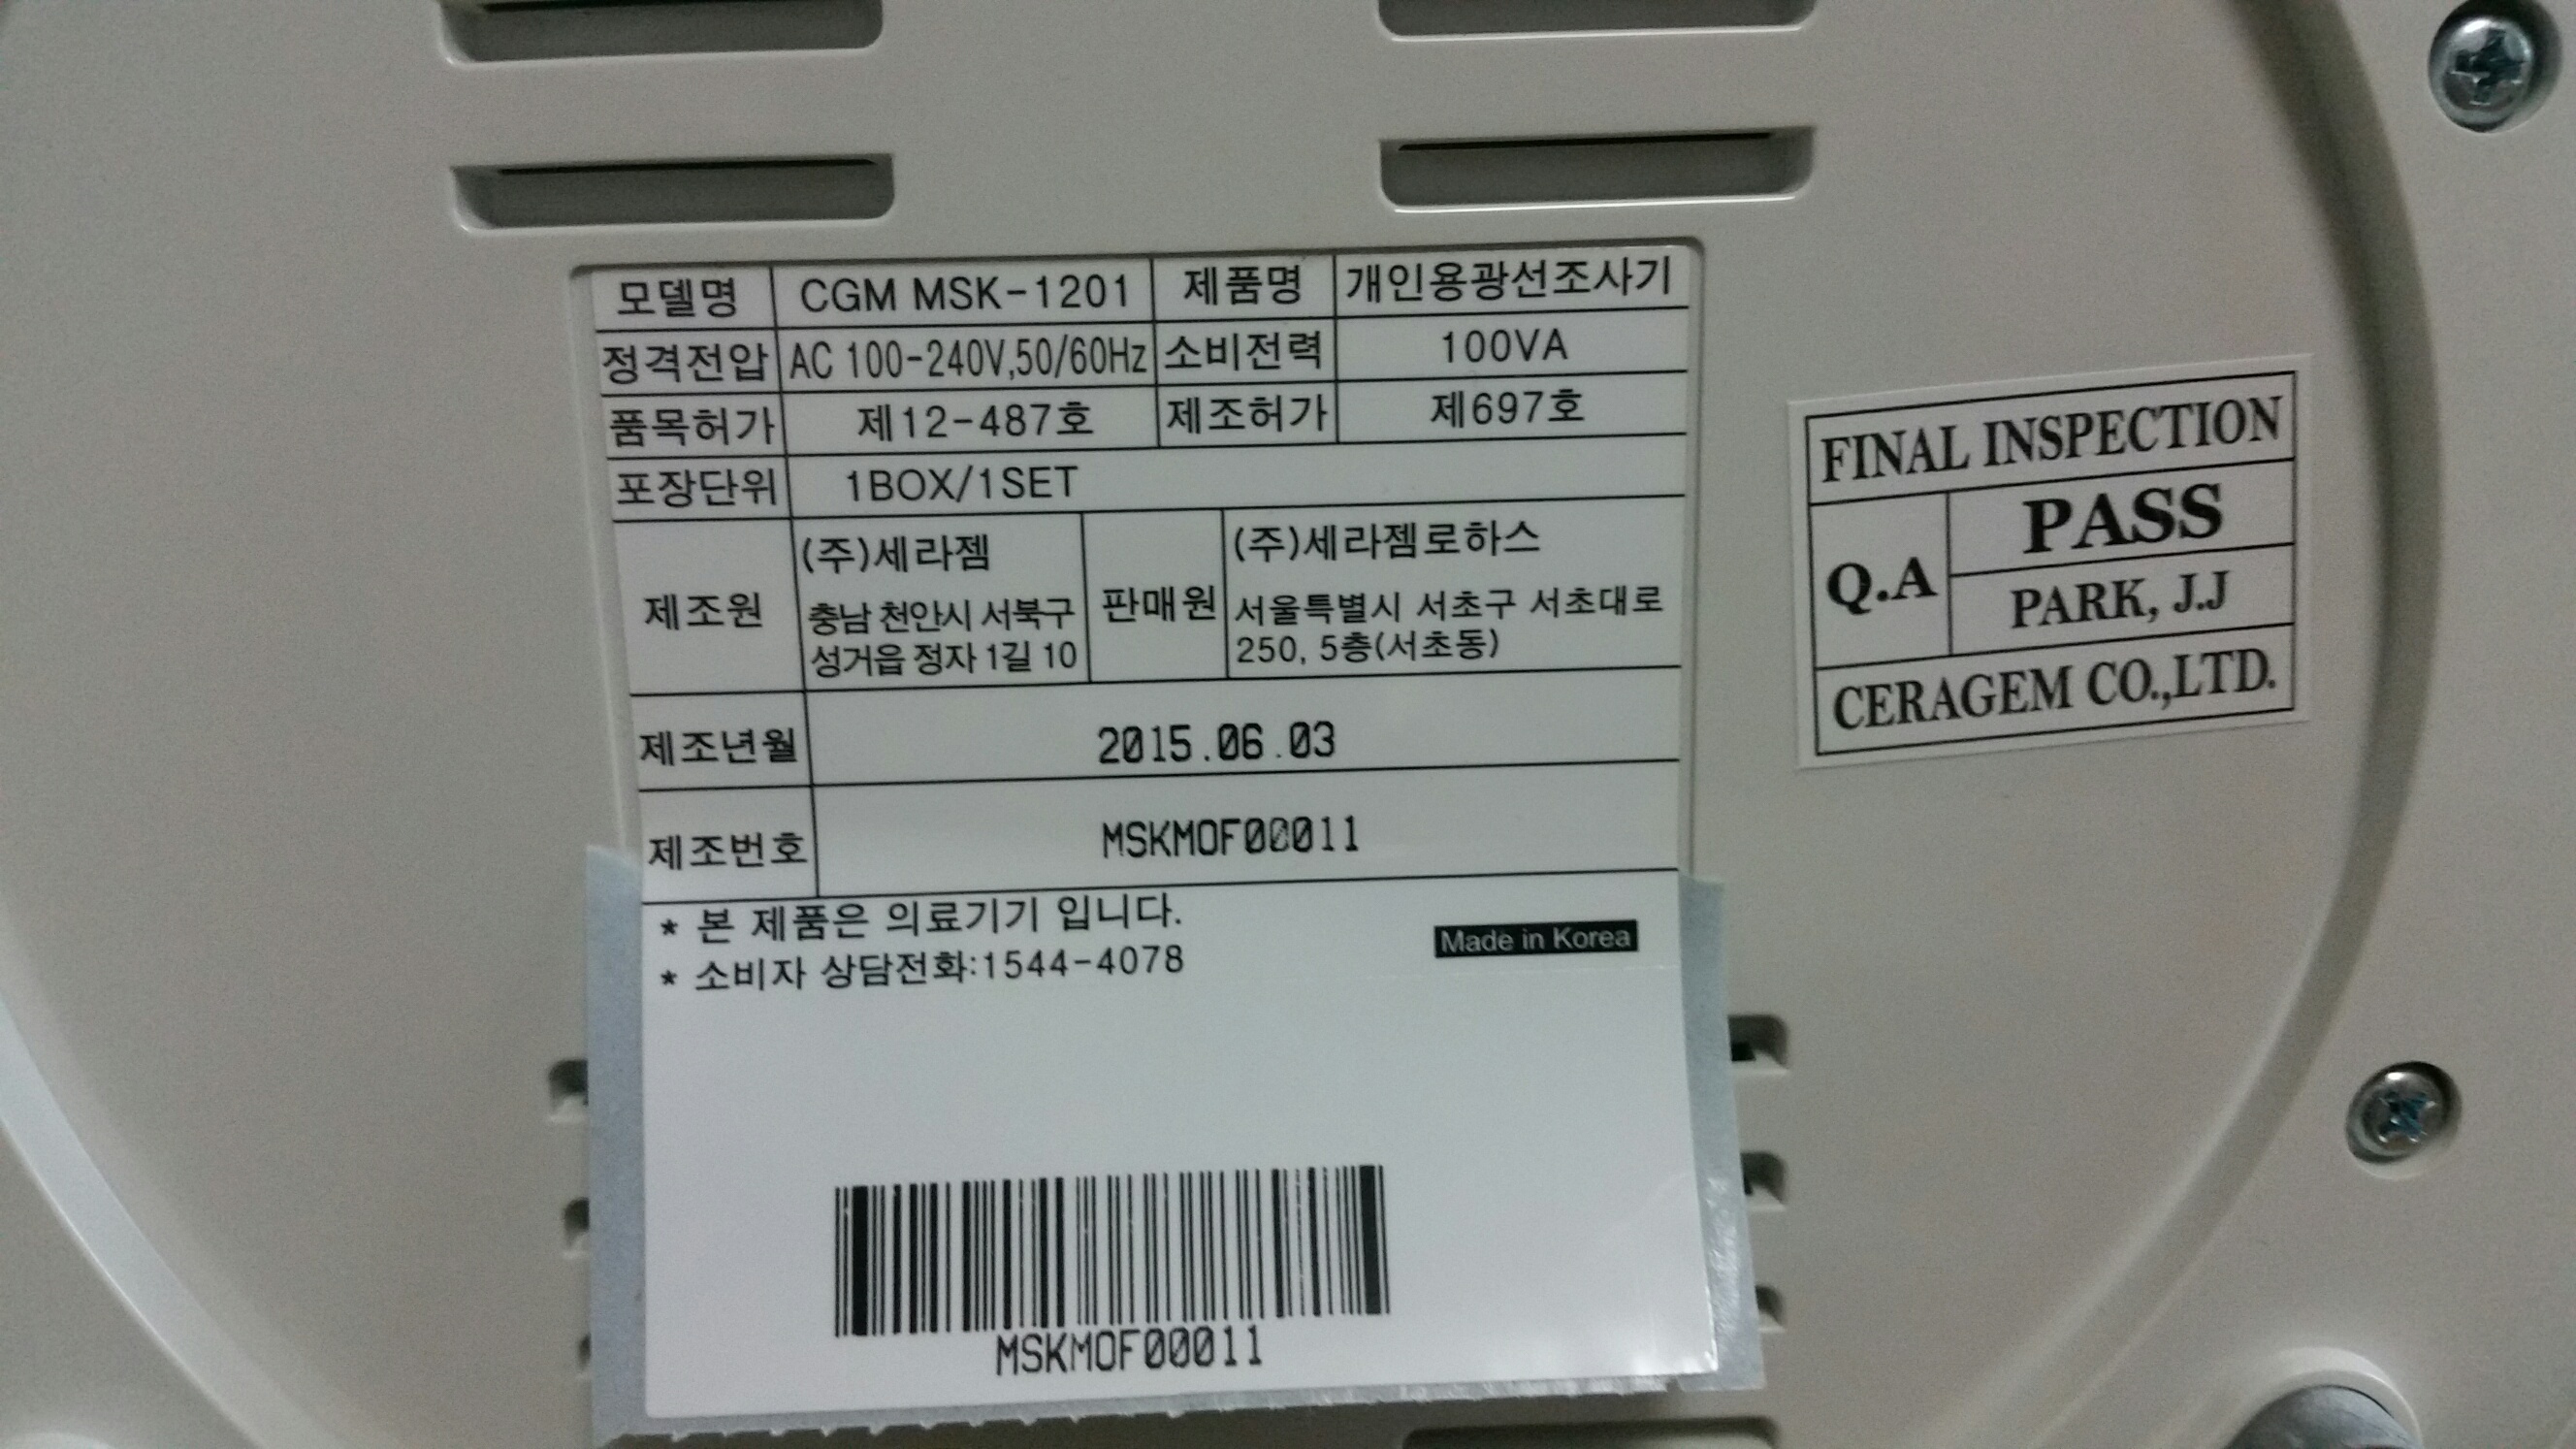 모델명 CGM MSK-1201 제품명 개인용광선조사기
정격전압 AC 100-240V,50/60Hz 소비전력 100VA
품목허가 제12-487호 제조허가 제697호
포장단위 1BOX/1SET
제조원 (주)세라젬
충남 천안시 서북구
성거읍 정자 1길 10
판매원 (주)세라젬로하스
서울특별시 서초구 서초대로
250, 5층(서초동)
제조년월 2015.06.03
제조번호 MSKMOF00011
* 본 제품은 의료기기 입니다.
* 소비자 상담전화:1544-4078
Made in Korea
MSKMOF00011
FINAL INSPECTION
Q.A PASS
PARK, J.J
CERAGEM CO.,LTD.